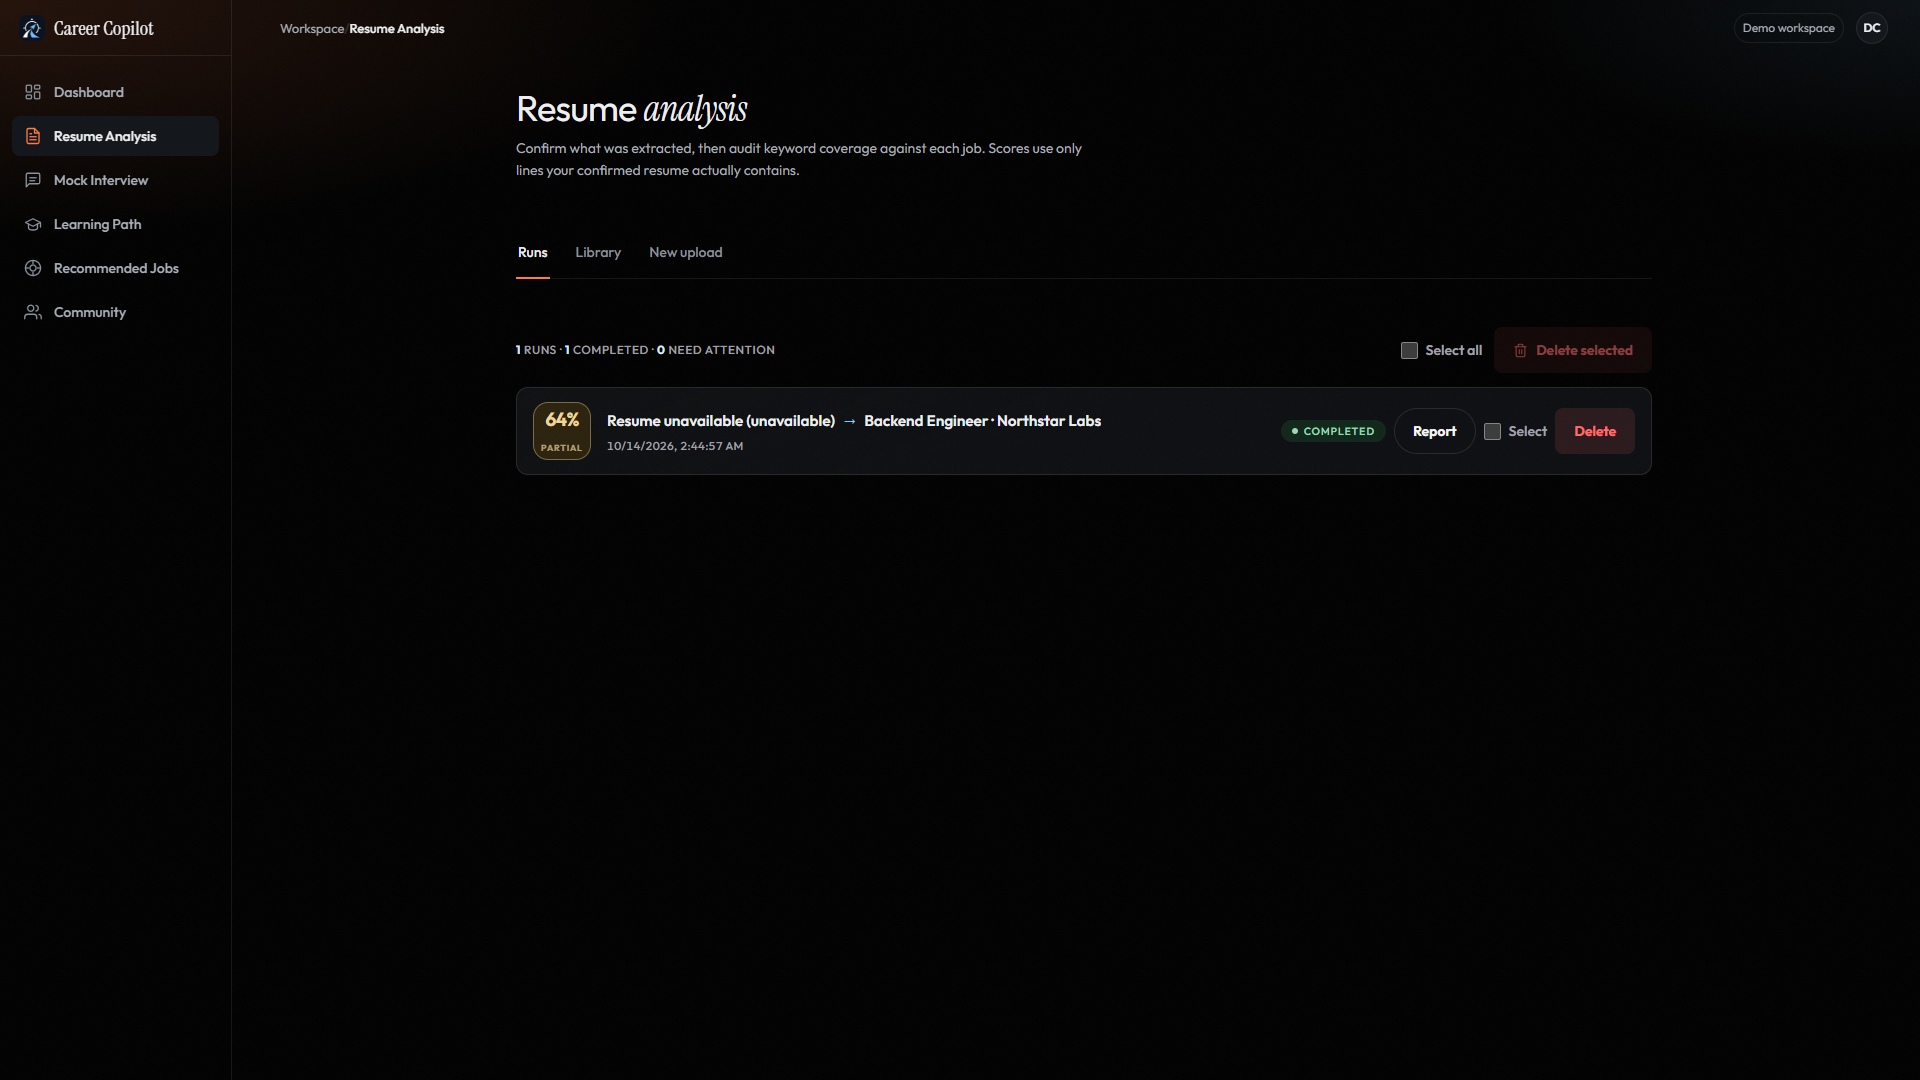 Career Copilot
Workspace/Resume Analysis
Demo workspace
DC
Dashboard
Resume Analysis
Mock Interview
Learning Path
Recommended Jobs
Community
Resume analysis
Confirm what was extracted, then audit keyword coverage against each job. Scores use only
lines your confirmed resume actually contains.
Runs
Library
New upload
1 RUNS · 1 COMPLETED · 0 NEED ATTENTION
Select all
Delete selected
64%
PARTIAL
Resume unavailable (unavailable) → Backend Engineer · Northstar Labs
10/14/2026, 2:44:57 AM
COMPLETED
Report
Select
Delete